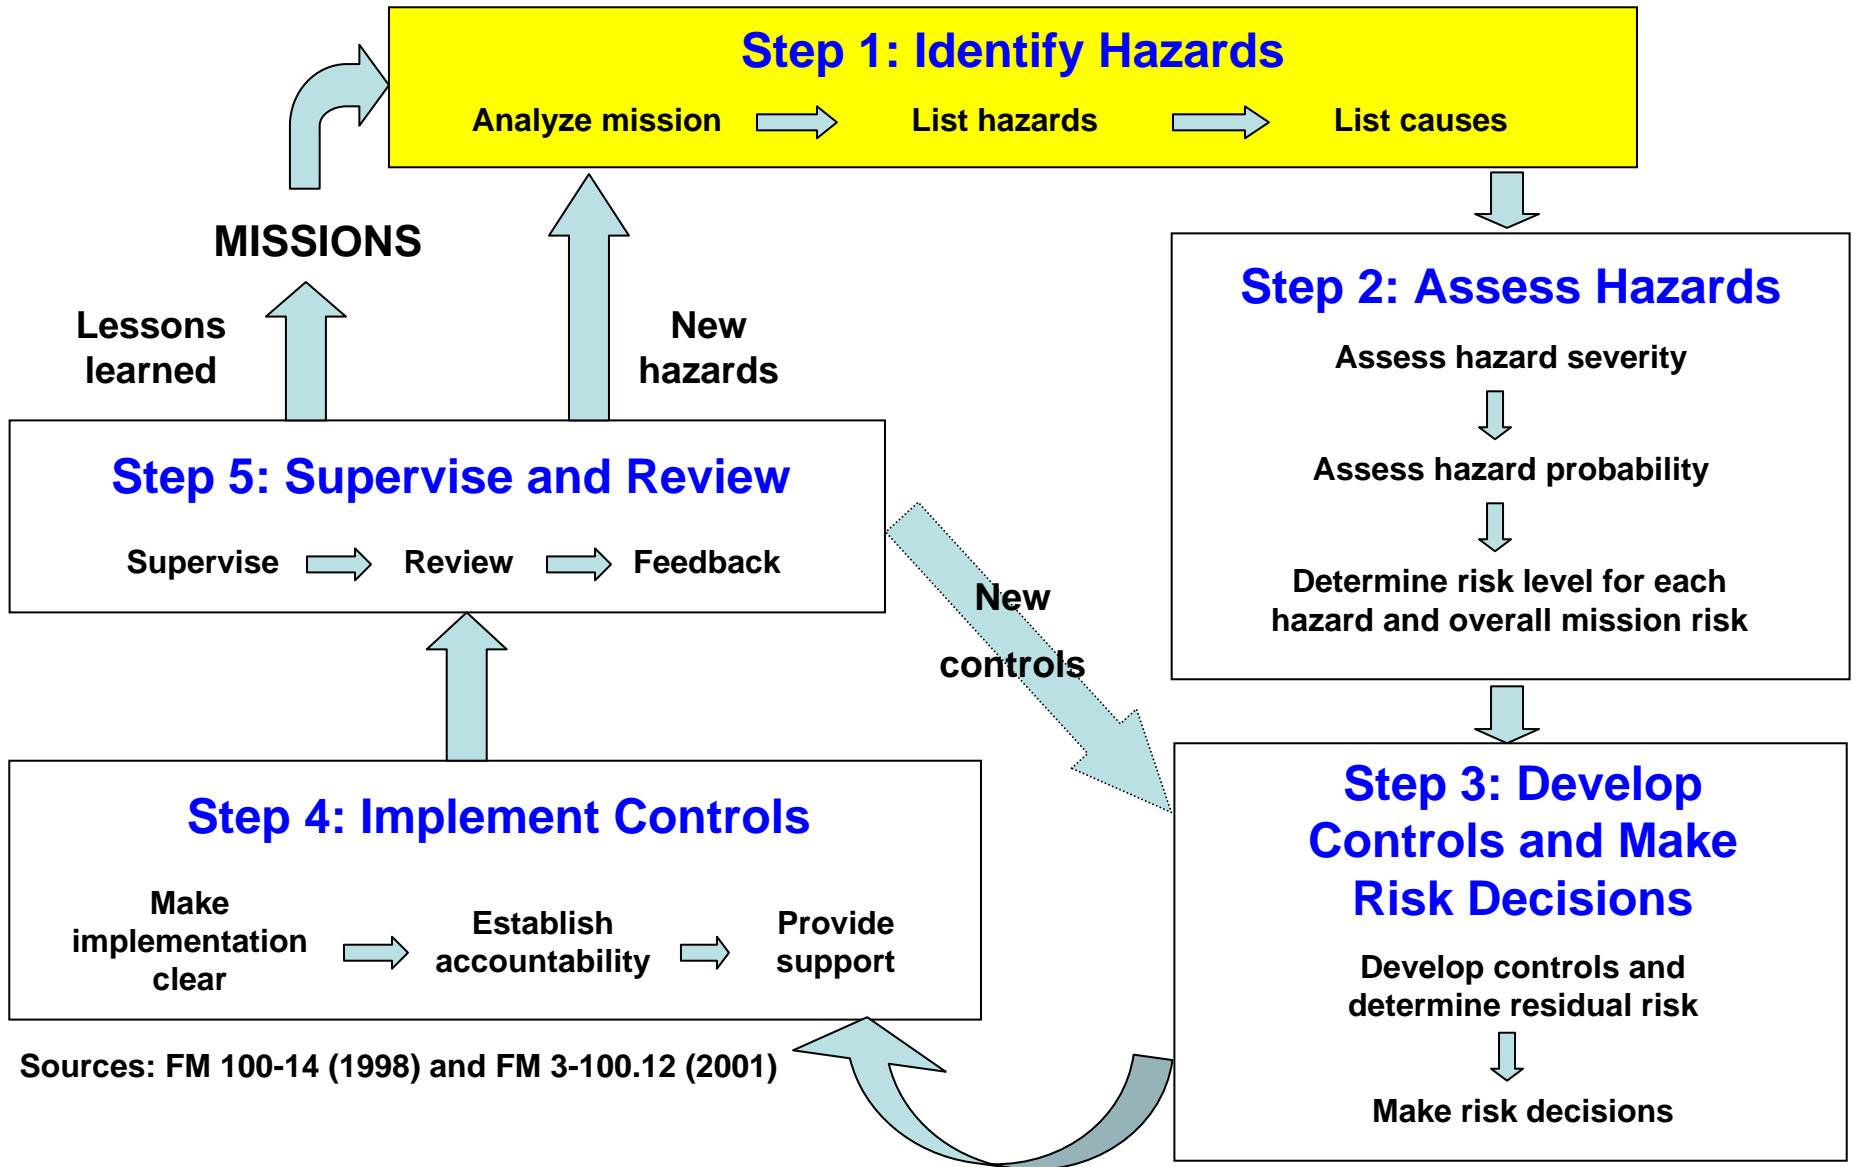 Step 1: Identify Hazards
Analyze mission
List hazards
List causes
MISSIONS
Lessons
learned
New
hazards
Step 2: Assess Hazards
Assess hazard severity
Assess hazard probability
Determine risk level for each
hazard and overall mission risk
Step 5: Supervise and Review
Supervise
Review
Feedback
New
controls
Step 3: Develop
Controls and Make
Risk Decisions
Develop controls and
determine residual risk
Make risk decisions
Step 4: Implement Controls
Make
implementation
clear
Establish
accountability
Provide
support
Sources: FM 100-14 (1998) and FM 3-100.12 (2001)